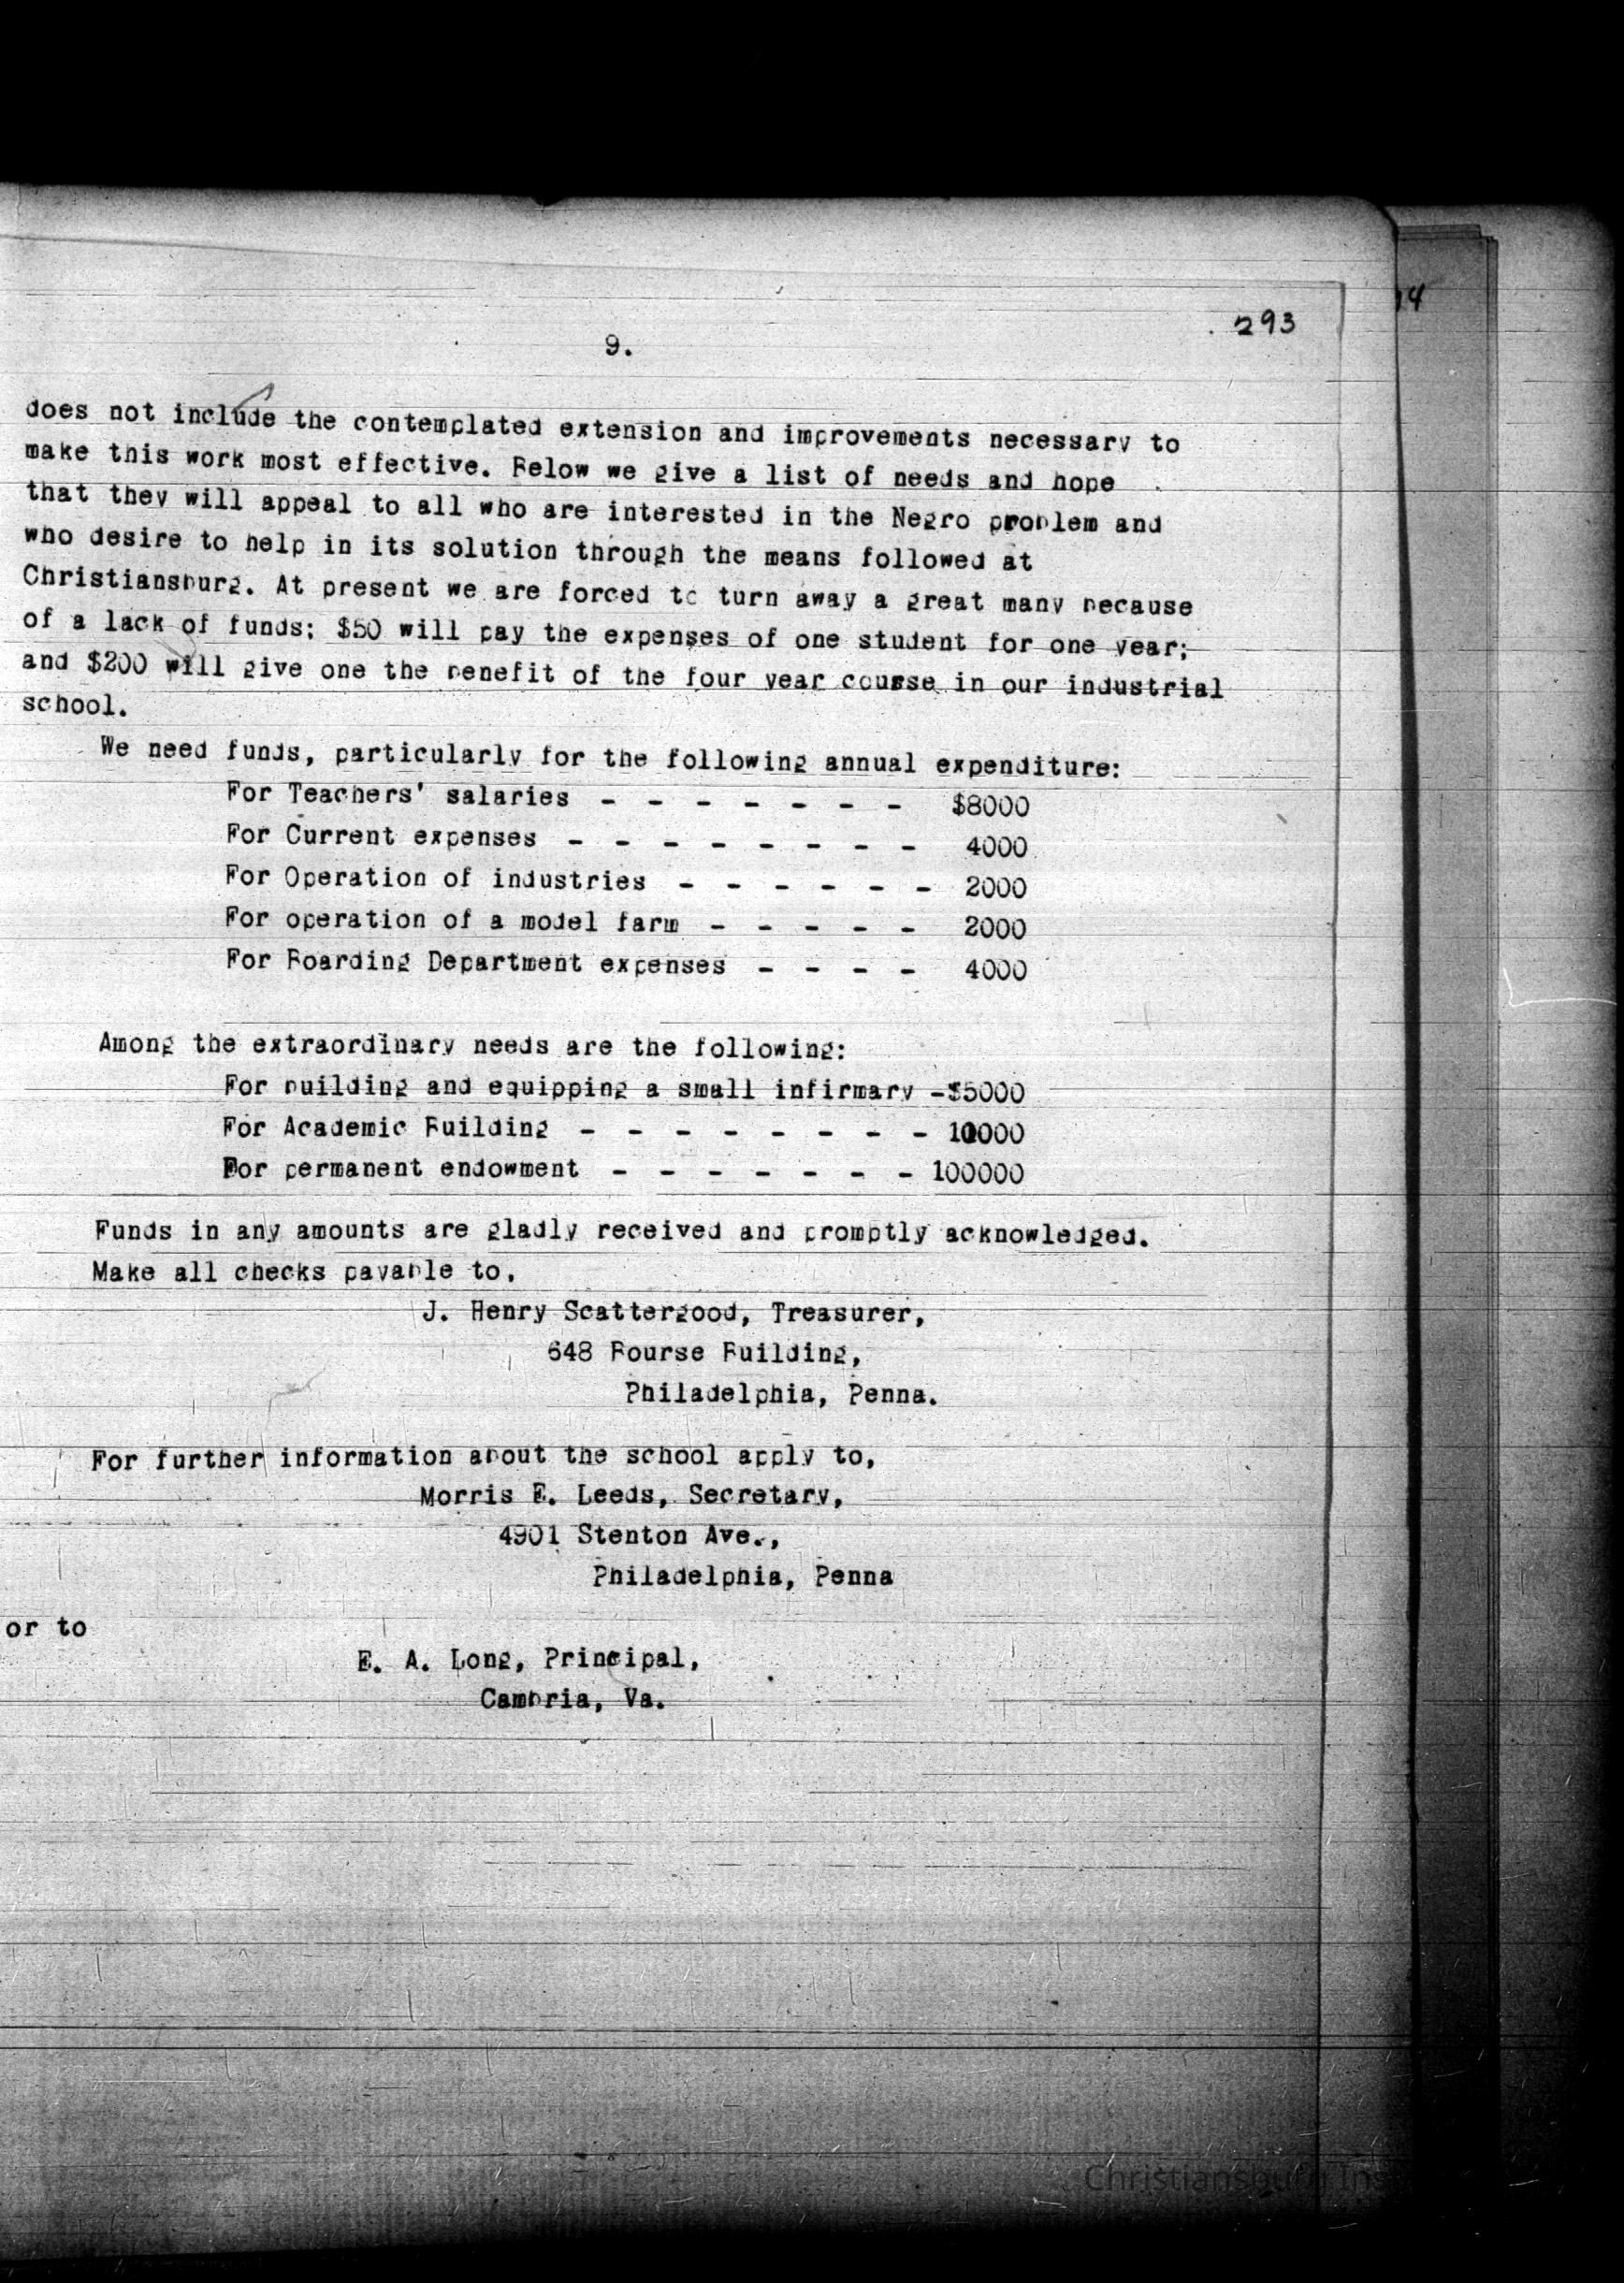 293
4
9.
does not include the contemplated extension and improvements necessary to
make this work most effective. Below we give a list of needs and hope
that they will appeal to all who are interested in the Negro problem and
who desire to help in its solution through the means followed at
Christiansburg. At present we are forced to turn away a great many because
of a lack of funds: $50 will pay the expenses of one student for one year;
and $200 will give one the benefit of the four year course in our industrial
school.
We need funds, particularly for the following annual expenditure:
For Teachers' salaries - - - - - - - $8000
For Current expenses - - - - - - - - 4000
For Operation of industries - - - - - - 2000
For operation of a model farm - - - - - 2000
For Boarding Department expenses - - - - 4000
Among the extraordinary needs are the following:
For building and equipping a small infirmary -$5000
For Academic Building - - - - - - - - 10000
For permanent endowment - - - - - - - 100000
Funds in any amounts are gladly received and promptly acknowledged.
Make all checks payable to,
J. Henry Scattergood, Treasurer,
648 Bourse Building,
Philadelphia, Penna.
For further information about the school apply to,
Morris E. Leeds, Secretary,
4901 Stenton Ave.,
Philadelphia, Penna
or to
E. A. Long, Principal,
Cambria, Va.
Christiansburg Ins